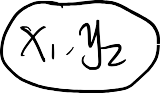 x₁, y₂